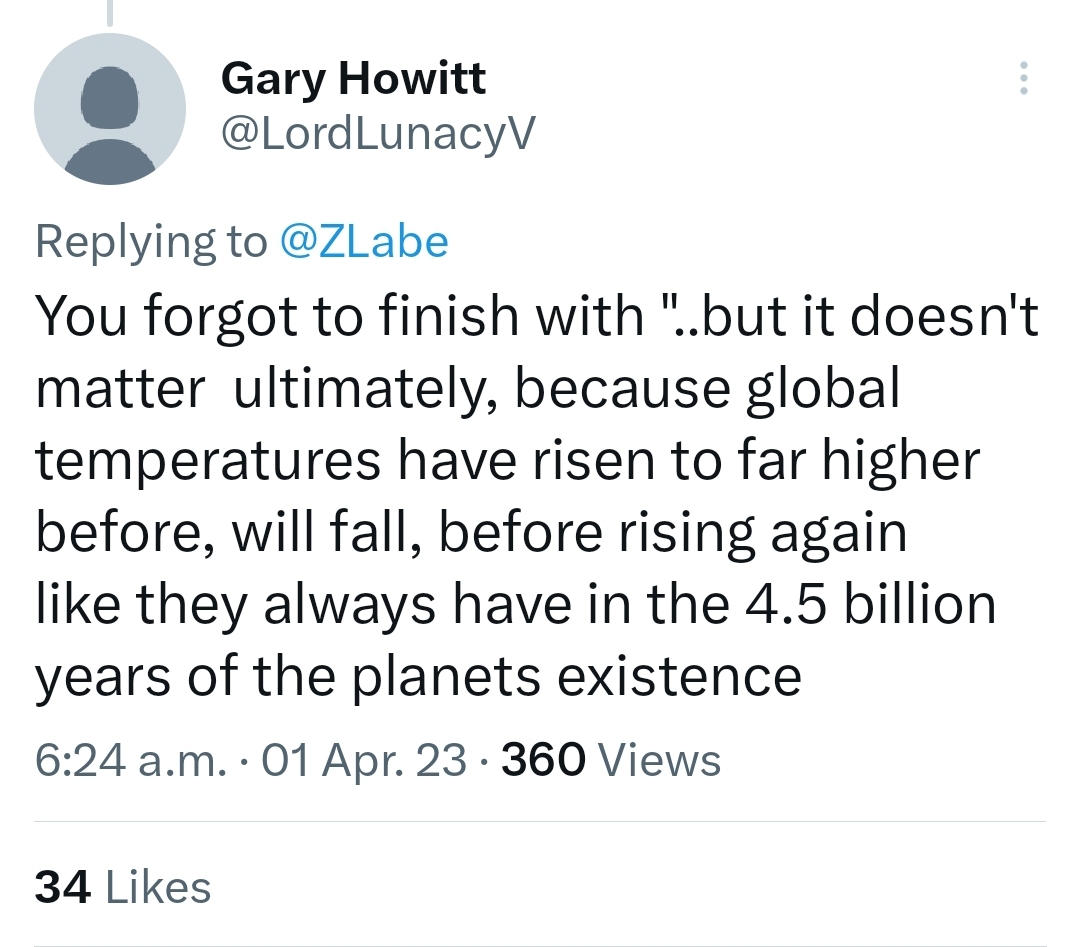 Gary Howitt
@LordLunacyV
Replying to @ZLabe
You forgot to finish with "..but it doesn't
matter  ultimately, because global
temperatures have risen to far higher
before, will fall, before rising again
like they always have in the 4.5 billion
years of the planets existence
6:24 a.m. · 01 Apr. 23 · 360 Views
34 Likes